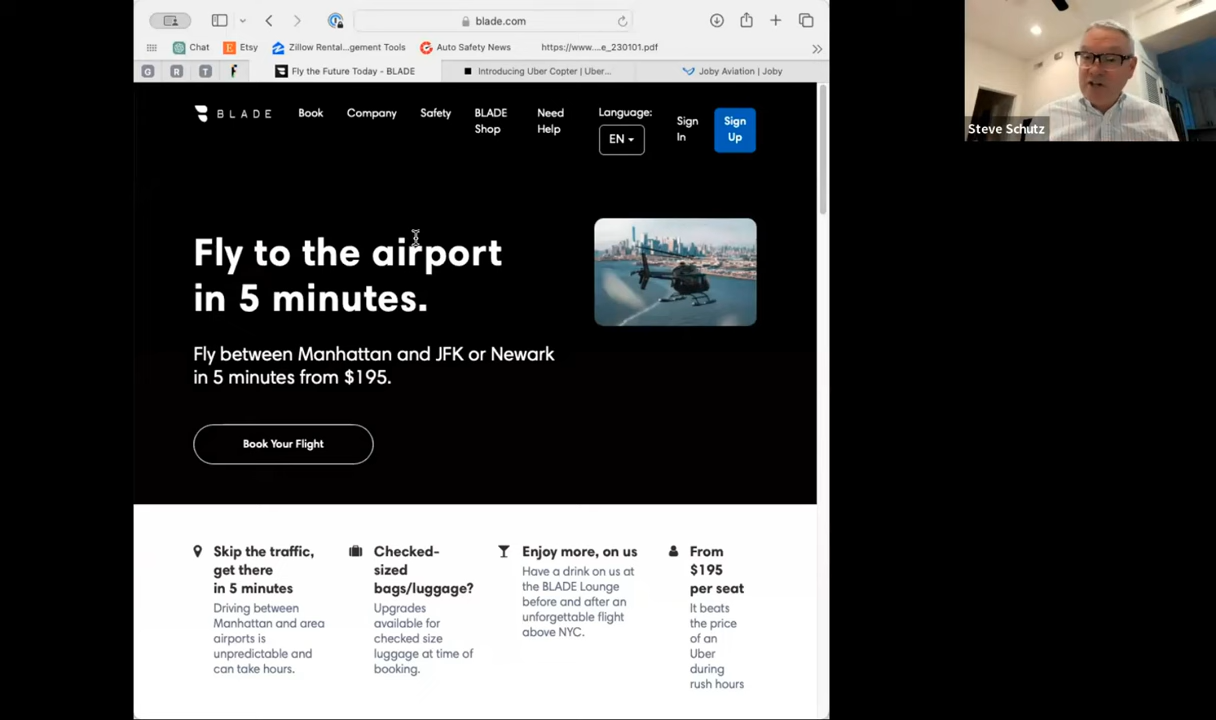 blade.com
Chat
Etsy
Zillow Rental...gement Tools
Auto Safety News
https://www....e_230101.pdf
G
R
T
Fly the Future Today - BLADE
Introducing Uber Copter | Uber...
Joby Aviation | Joby
BLADE
Book
Company
Safety
BLADE
Shop
Need
Help
Language:
EN
Sign
In
Sign
Up
Fly to the airport
in 5 minutes.
Fly between Manhattan and JFK or Newark
in 5 minutes from $195.
Book Your Flight
Skip the traffic,
get there
in 5 minutes
Driving between
Manhattan and area
airports is
unpredictable and
can take hours.
Checked-
sized
bags/luggage?
Upgrades
available for
checked size
luggage at time of
booking.
Enjoy more, on us
Have a drink on us at
the BLADE Lounge
before and after an
unforgettable flight
above NYC.
From
$195
per seat
It beats
the price
of an
Uber
during
rush hours
Steve Schutz